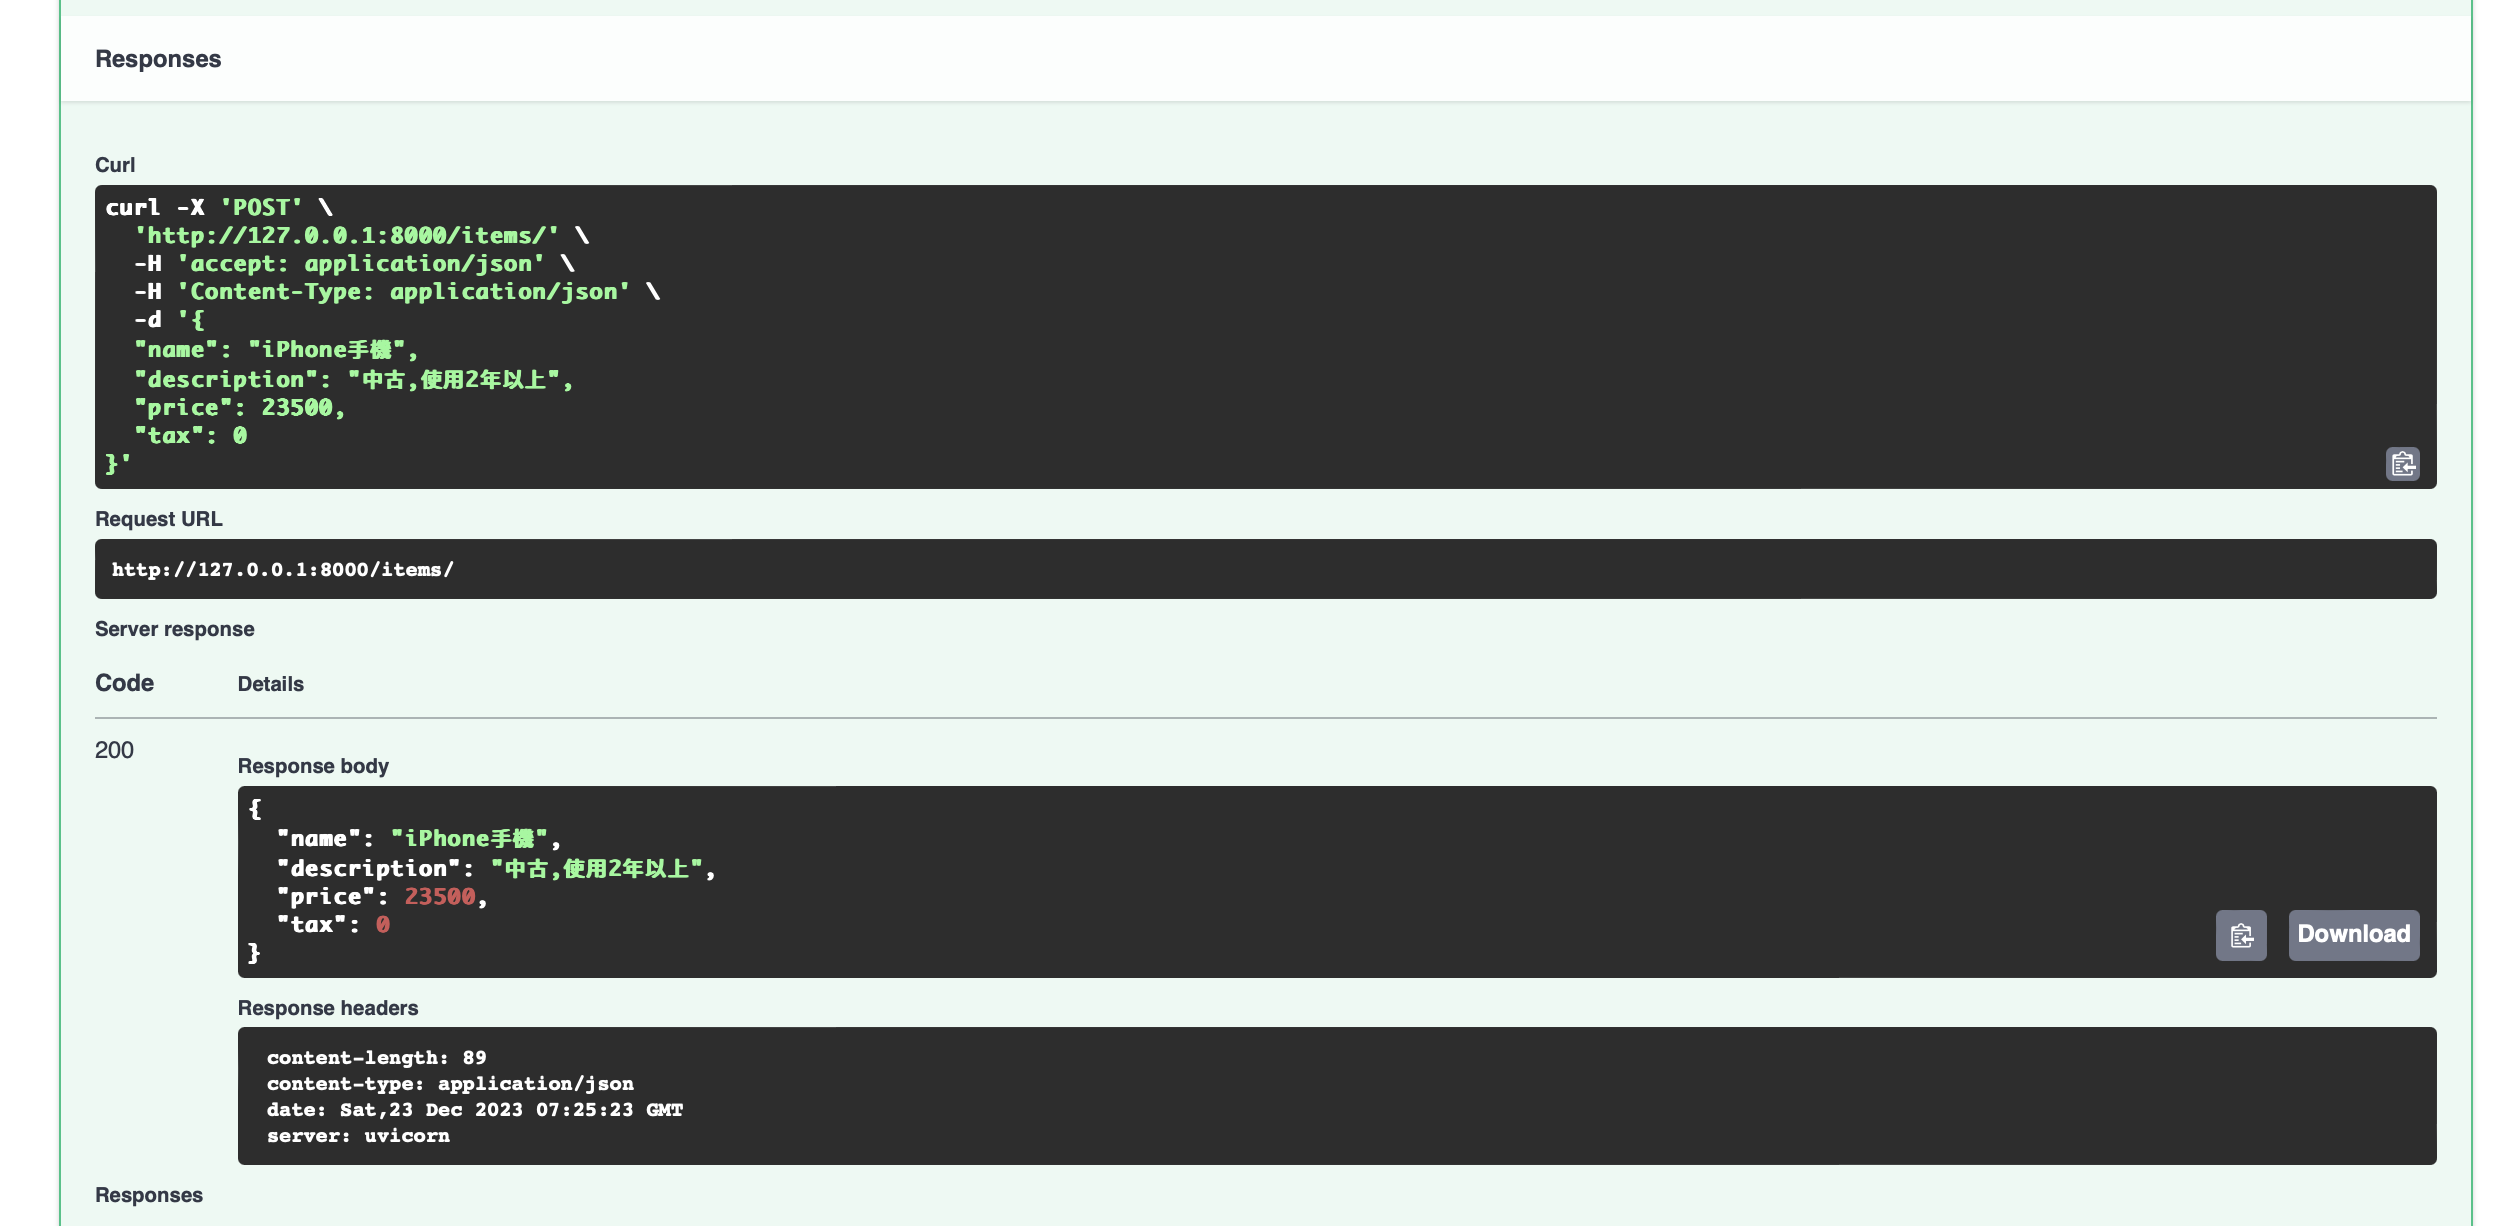 Responses
Curl
curl -X 'POST' \
  'http://127.0.0.1:8000/items/' \
  -H 'accept: application/json' \
  -H 'Content-Type: application/json' \
  -d '{
  "name": "iPhone手機",
  "description": "中古,使用2年以上",
  "price": 23500,
  "tax": 0
}'
Request URL
http://127.0.0.1:8000/items/
Server response
Code Details
200
Response body
{
  "name": "iPhone手機",
  "description": "中古,使用2年以上",
  "price": 23500,
  "tax": 0
}
Download
Response headers
content-length: 89
content-type: application/json
date: Sat,23 Dec 2023 07:25:23 GMT
server: uvicorn
Responses